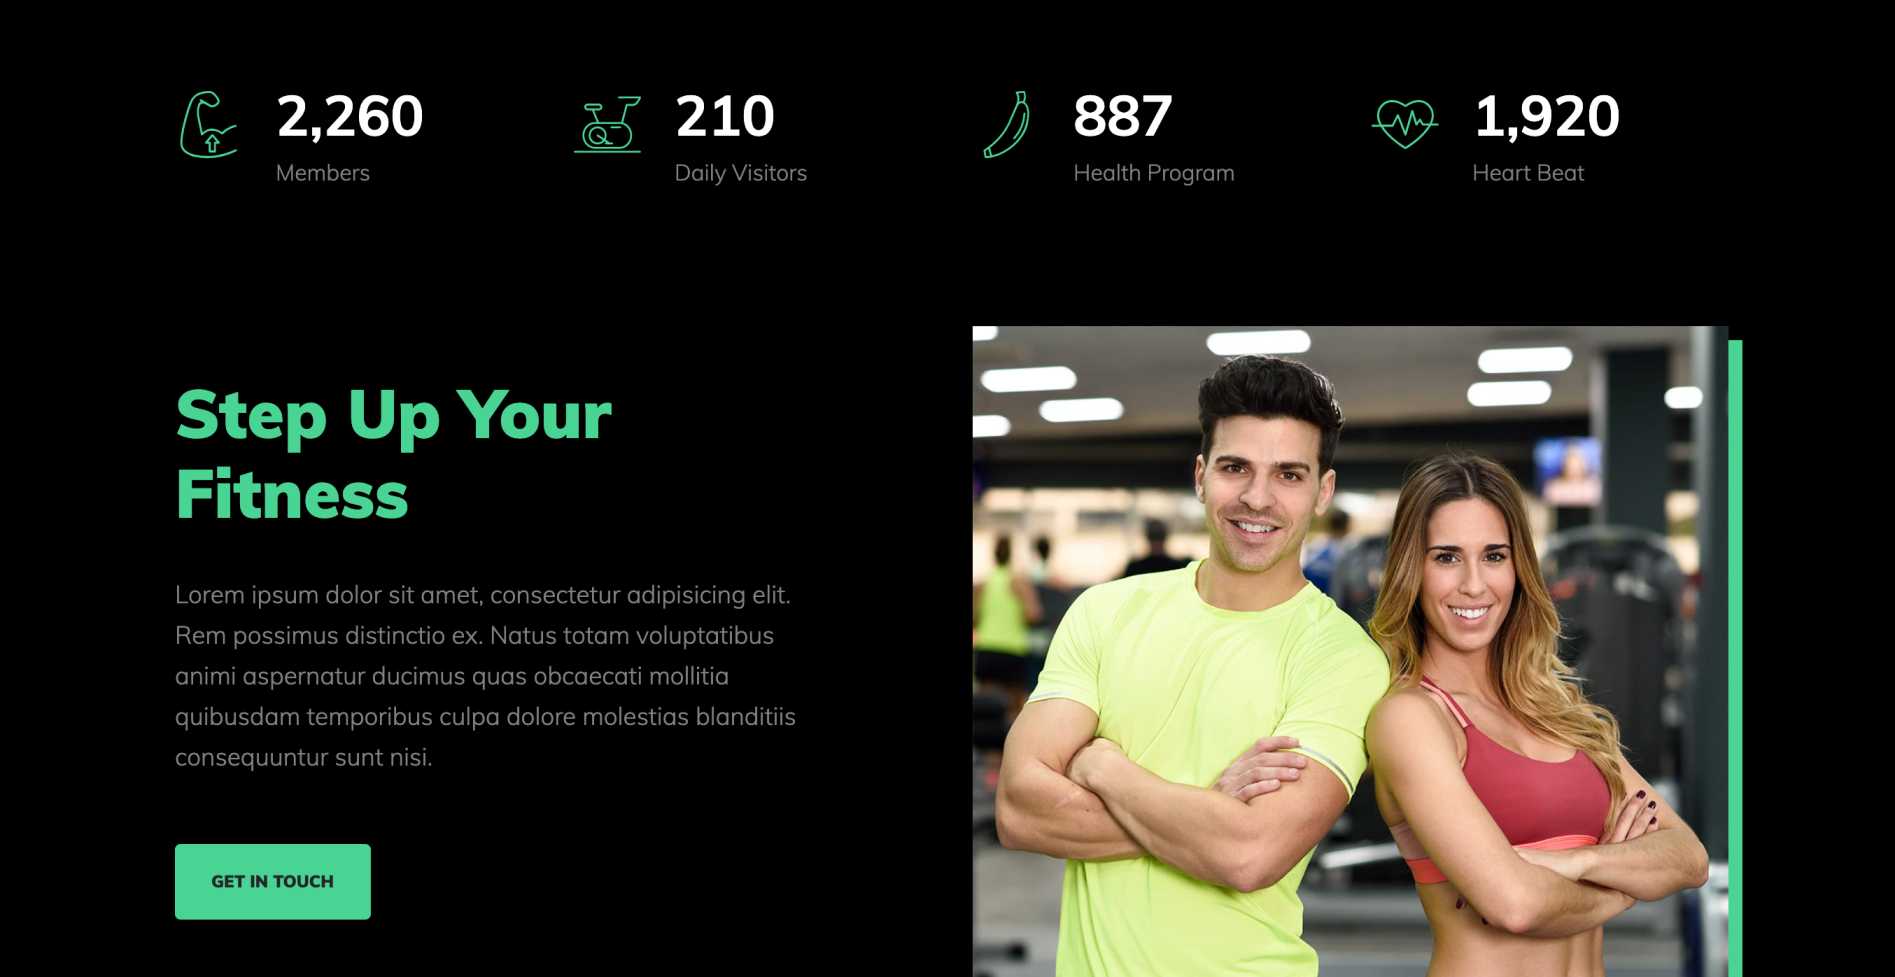 2,260
Members
210
Daily Visitors
887
Health Program
1,920
Heart Beat
Step Up Your
Fitness
Lorem ipsum dolor sit amet, consectetur adipisicing elit.
Rem possimus distinctio ex. Natus totam voluptatibus
animi aspernatur ducimus quas obcaecati mollitia
quibusdam temporibus culpa dolore molestias blanditiis
consequuntur sunt nisi.
GET IN TOUCH